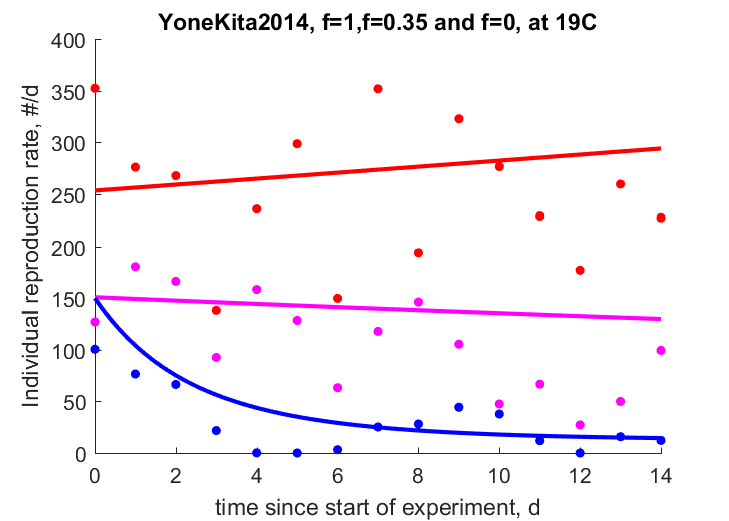 YoneKita2014, f=1,f=0.35 and f=0, at 19C
Individual reproduction rate, #/d
400
350
300
250
200
150
100
50
0
0 2 4 6 8 10 12 14
time since start of experiment, d